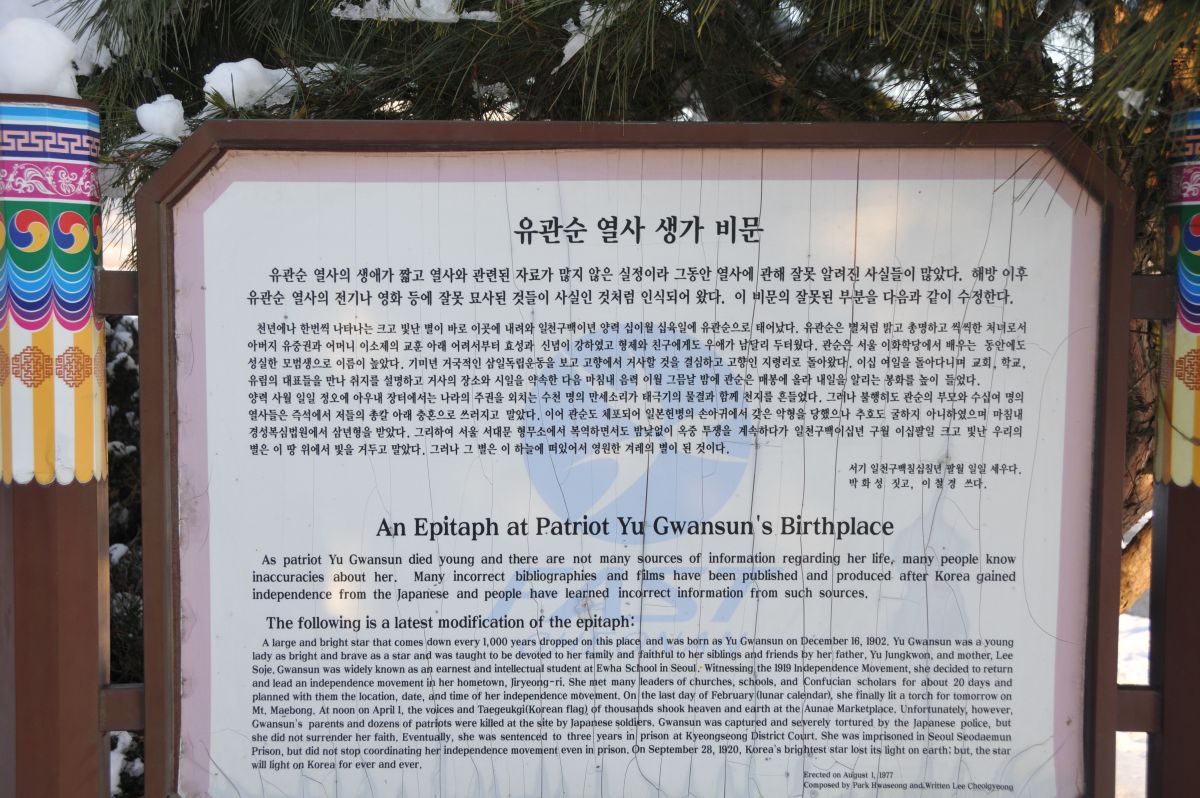 유관순 열사 생가 비문
유관순 열사의 생애가 짧고 열사와 관련된 자료가 많지 않은 실정이라 그동안 열사에 관해 잘못 알려진 사실들이 많았다. 해방 이후
유관순 열사의 전기나 영화 등에 잘못 묘사된 것들이 사실인 것처럼 인식되어 왔다. 이 비문의 잘못된 부분을 다음과 같이 수정한다.
천년에나 한번씩 나타나는 크고 빛난 별이 바로 이곳에 내려와 일천구백이년 양력 십이월 십육일에 유관순으로 태어났다. 유관순은 별처럼 밝고 총명하고 씩씩한 처녀로서
아버지 유중권과 어머니 이소제의 교훈 아래 어려서부터 효성과 신념이 강하였고 형제와 친구에게도 우애 남달리 두터웠다. 관순은 서울 이화학당에서 배우는 동안에도
성실한 모범생으로 이름이 높았다. 기미년 거국적인 삼일독립운동을 보고 고향에서 거사할 것을 결심하고 고향인 지령리로 돌아왔다. 이십 여일을 돌아다니며 교회, 학교,
유림의 대표들을 만나 취지를 설명하고 거사의 장소와 시일을 약속한 다음 마침내 음력 이월 그믐날 밤에 관순은 매봉에 올라 내일을 알리는 봉화를 높이 들었다.
양력 사월 일일 정오에 아우내 장터에서는 나라의 주권을 외치는 수천 명의 만세소리가 태극기의 물결과 함께 천지를 흔들었다. 그러나 불행히도 관순의 부모와 수십여 명의
열사들은 즉석에서 저들의 총칼 아래 충혼으로 쓰러지고 말았다. 이어 관순도 체포되어 일본헌병의 손아귀에서 갖은 악형을 당했으나 추호도 굴하지 아니하였으며 마침내
경성복심법원에서 삼년형을 받았다. 그리하여 서울 서대문 형무소에서 복역하면서도 밤낮없이 옥중 투쟁을 계속하다가 일천구백이십년 구월 이십팔일 크고 빛난 우리의
별은 이 땅 위에서 빛을 거두고 말았다. 그러나 그 별은 이 하늘에 떠있어서 영원한 겨레의 별이 된 것이다.
서기 일천구백칠십칠년 팔월 일일 세우다.
박화성 짓고, 이철경 쓰다.
An Epitaph at Patriot Yu Gwansun's Birthplace
As patriot Yu Gwansun died young and there are not many sources of information regarding her life, many people know
inaccuracies about her. Many incorrect bibliographies and films have been published and produced after Korea gained
independence from the Japanese and people have learned incorrect information from such sources.
The following is a latest modification of the epitaph:
A large and bright star that comes down every 1,000 years dropped on this place and was born as Yu Gwansun on December 16, 1902. Yu Gwansun was a young
lady as bright and brave as a star and was taught to be devoted to her family and faithful to her siblings and friends by her father, Yu Jungkwon, and mother, Lee
Soje. Gwansun was widely known as an earnest and intellectual student at Ewha School in Seoul. Witnessing the 1919 Independence Movement, she decided to return
and lead an independence movement in her hometown, Jiryeong-ri. She met many leaders of churches, schools, and Confucian scholars for about 20 days and
planned with them the location, date, and time of her independence movement. On the last day of February (lunar calendar), she finally lit a torch for tomorrow on
Mt. Maebong. At noon on April 1, the voices and Taegeukgi(Korean flag) of thousands shook heaven and earth at the Aunae Marketplace. Unfortunately, however,
Gwansun's parents and dozens of patriots were killed at the site by Japanese soldiers. Gwansun was captured and severely tortured by the Japanese police, but
she did not surrender her faith. Eventually, she was sentenced to three years in prison at Kyeongseong District Court. She was imprisoned in Seoul Seodaemun
Prison, but did not stop coordinating her independence movement even in prison. On September 28, 1920, Korea's brightest star lost its light on earth; but, the star
will light on Korea for ever and ever.
Erected on August 1, 1977
Composed by Park Hwaseong and Written Lee Cheolgyeong
FAST